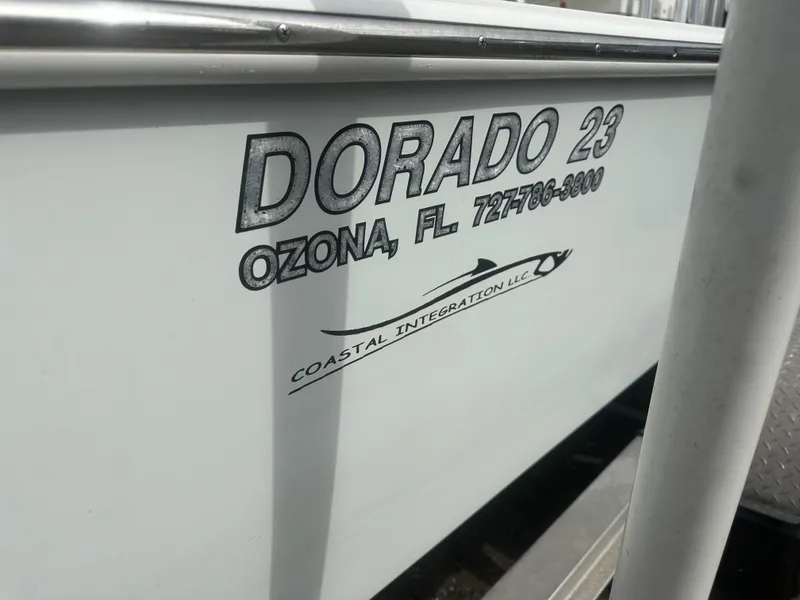 DORADO 23
OZONA, FL. 727-786-3800
COASTAL INTEGRATION LLC.